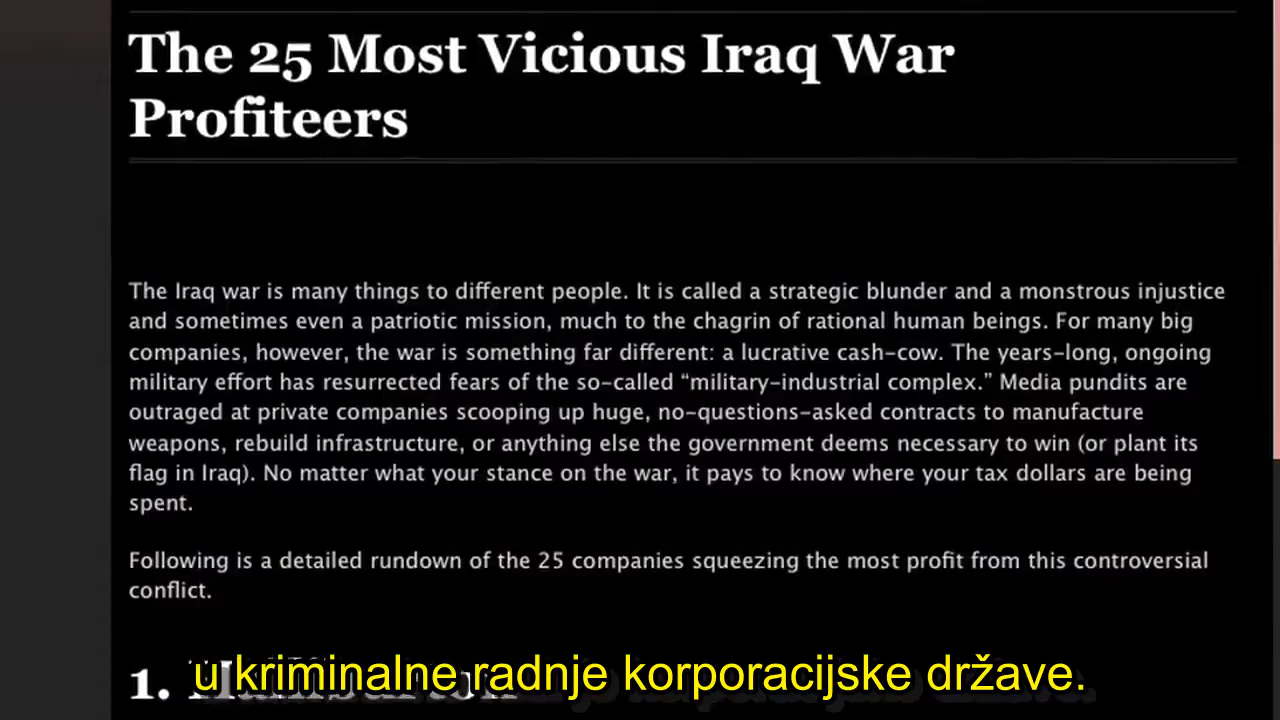 The 25 Most Vicious Iraq War
Profiteers
The Iraq war is many things to different people. It is called a strategic blunder and a monstrous injustice
and sometimes even a patriotic mission, much to the chagrin of rational human beings. For many big
companies, however, the war is something far different: a lucrative cash-cow. The years-long, ongoing
military effort has resurrected fears of the so-called “military-industrial complex.” Media pundits are
outraged at private companies scooping up huge, no-questions-asked contracts to manufacture
weapons, rebuild infrastructure, or anything else the government deems necessary to win (or plant its
flag in Iraq). No matter what your stance on the war, it pays to know where your tax dollars are being
spent.
Following is a detailed rundown of the 25 companies squeezing the most profit from this controversial
conflict.
1.
u kriminalne radnje korporacijske države.